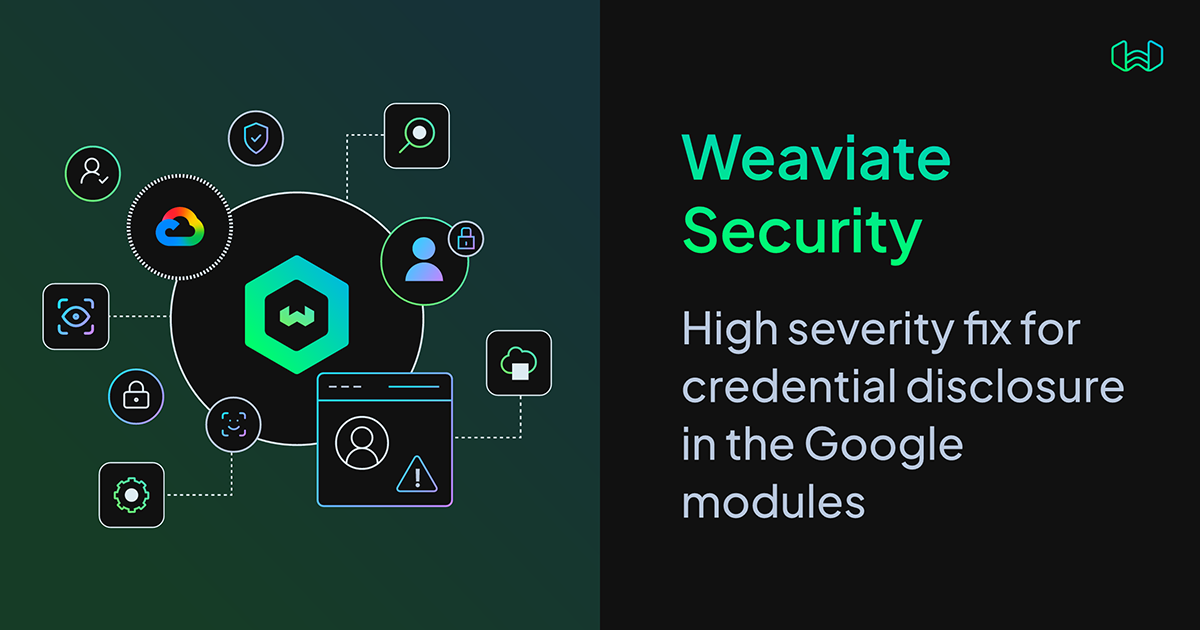 Weaviate
Security
High severity fix for
credential disclosure
in the Google
modules